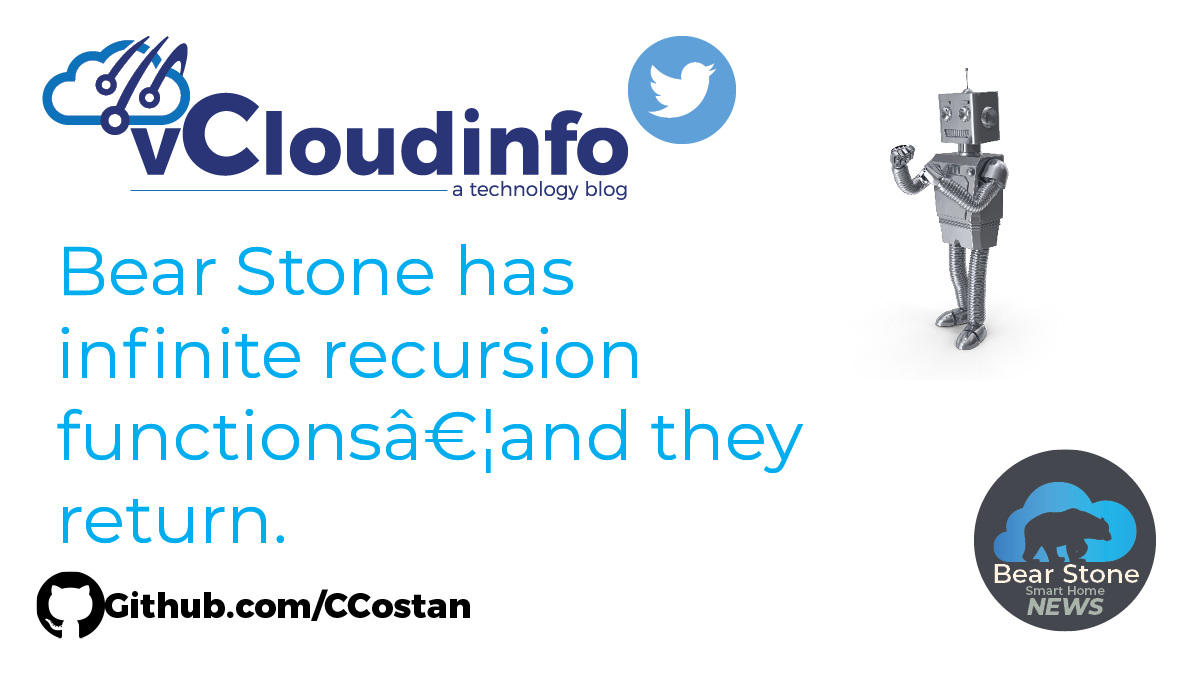 vCloudinfo
a technology blog
Bear Stone has
infinite recursion
functionsâ€¦and they
return.
Github.com/CCostan
Bear Stone
Smart Home
NEWS